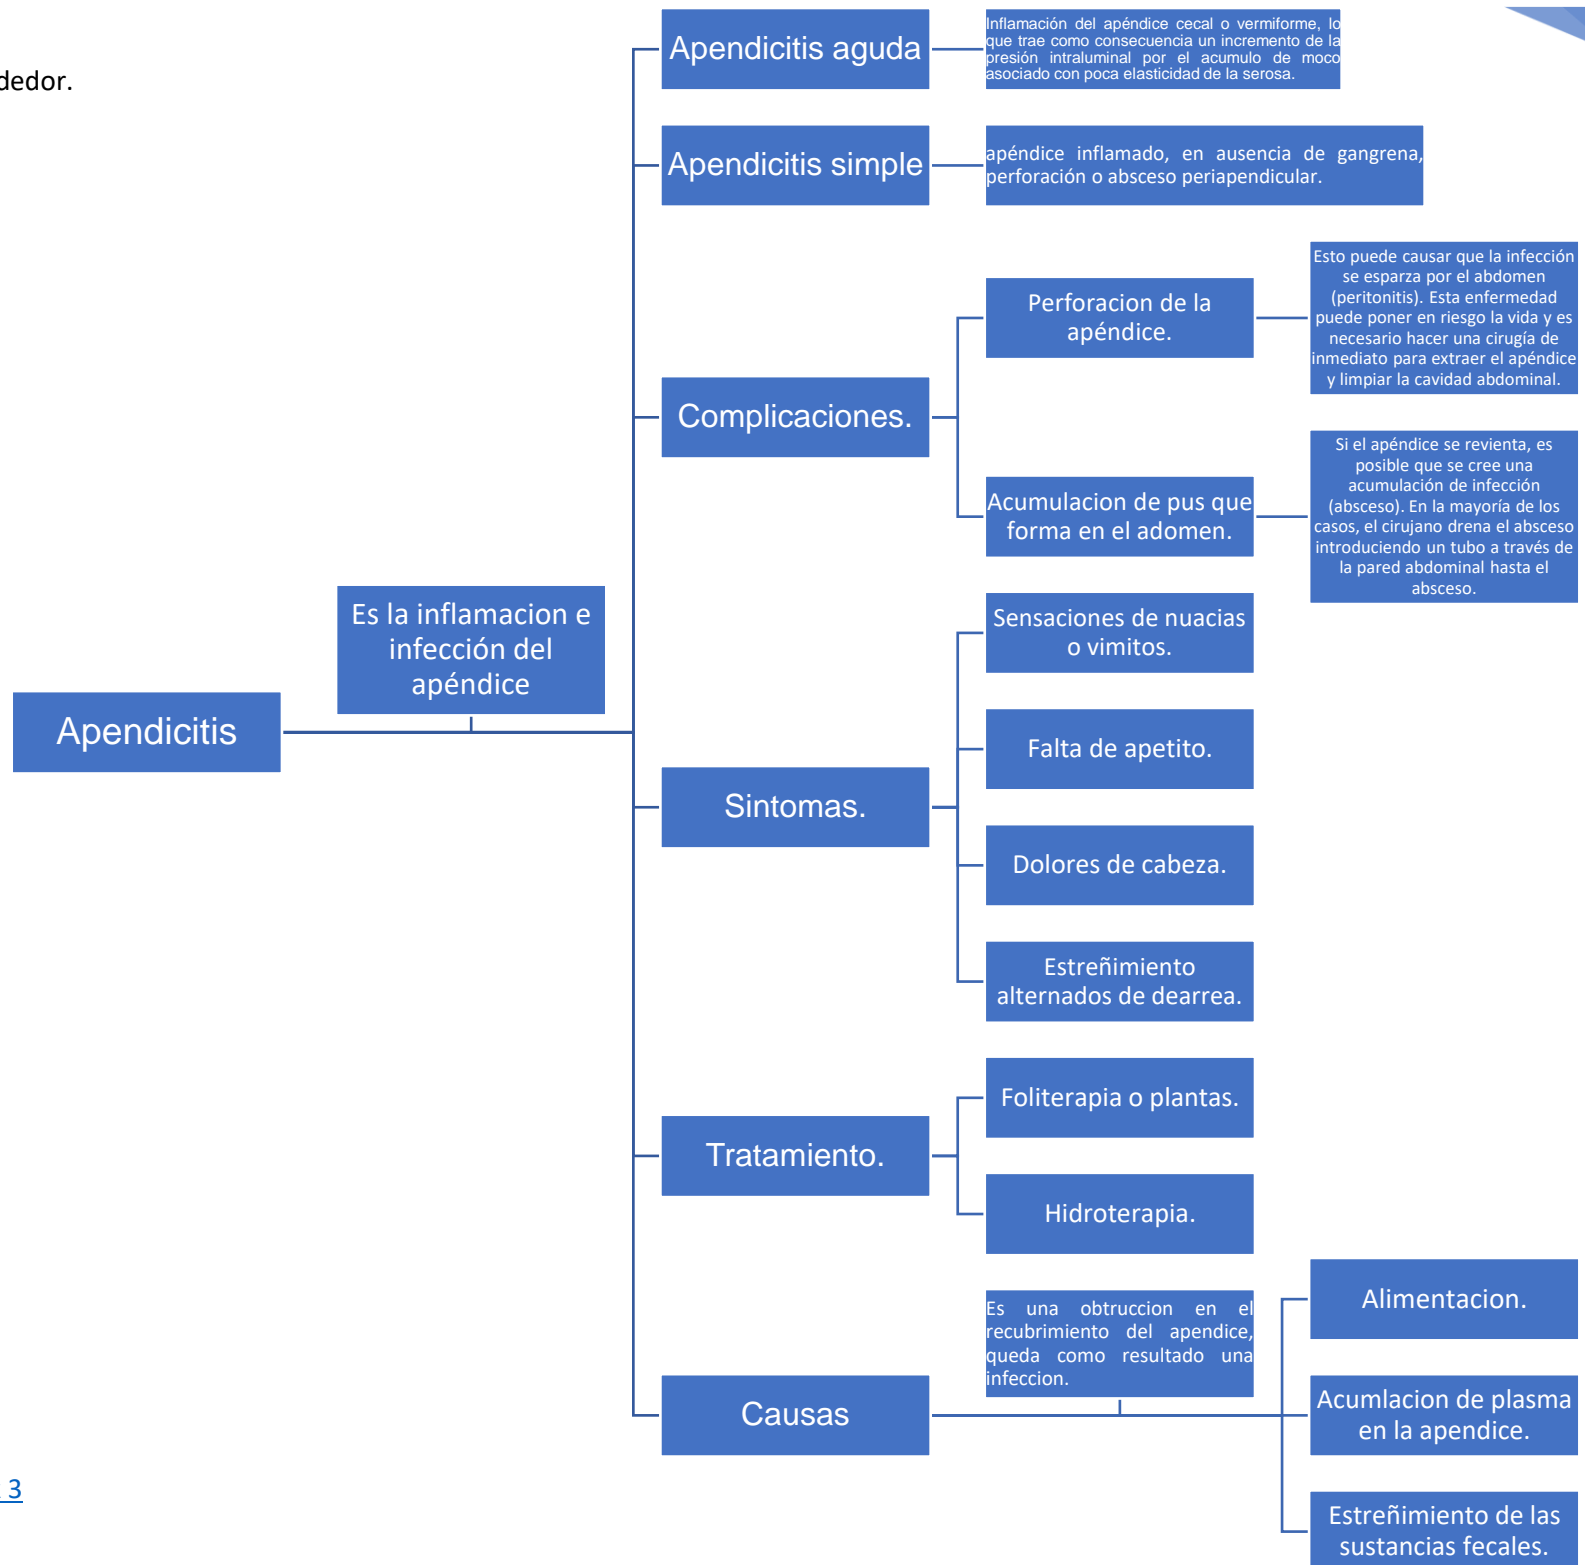 dedor.
Apendicitis
Es la inflamacion e
infección del
apéndice
Apendicitis aguda
Inflamación del apéndice cecal o vermiforme, lo
que trae como consecuencia un incremento de la
presión intraluminal por el acumulo de moco
asociado con poca elasticidad de la serosa.
Apendicitis simple
apéndice inflamado, en ausencia de gangrena,
perforación o absceso periapendicular.
Complicaciones.
Perforacion de la
apéndice.
Esto puede causar que la infección
se esparza por el abdomen
(peritonitis). Esta enfermedad
puede poner en riesgo la vida y es
necesario hacer una cirugía de
inmediato para extraer el apéndice
y limpiar la cavidad abdominal.
Acumulacion de pus que
forma en el adomen.
Si el apéndice se revienta, es
posible que se cree una
acumulación de infección
(absceso). En la mayoría de los
casos, el cirujano drena el absceso
introduciendo un tubo a través de
la pared abdominal hasta el
absceso.
Sintomas.
Sensaciones de nuacias
o vimitos.
Falta de apetito.
Dolores de cabeza.
Estreñimiento
alternados de dearrea.
Tratamiento.
Foliterapia o plantas.
Hidroterapia.
Causas
Es una obtruccion en el
recubrimiento del apendice,
queda como resultado una
infeccion.
Alimentacion.
Acumlacion de plasma
en la apendice.
Estreñimiento de las
sustancias fecales.
3